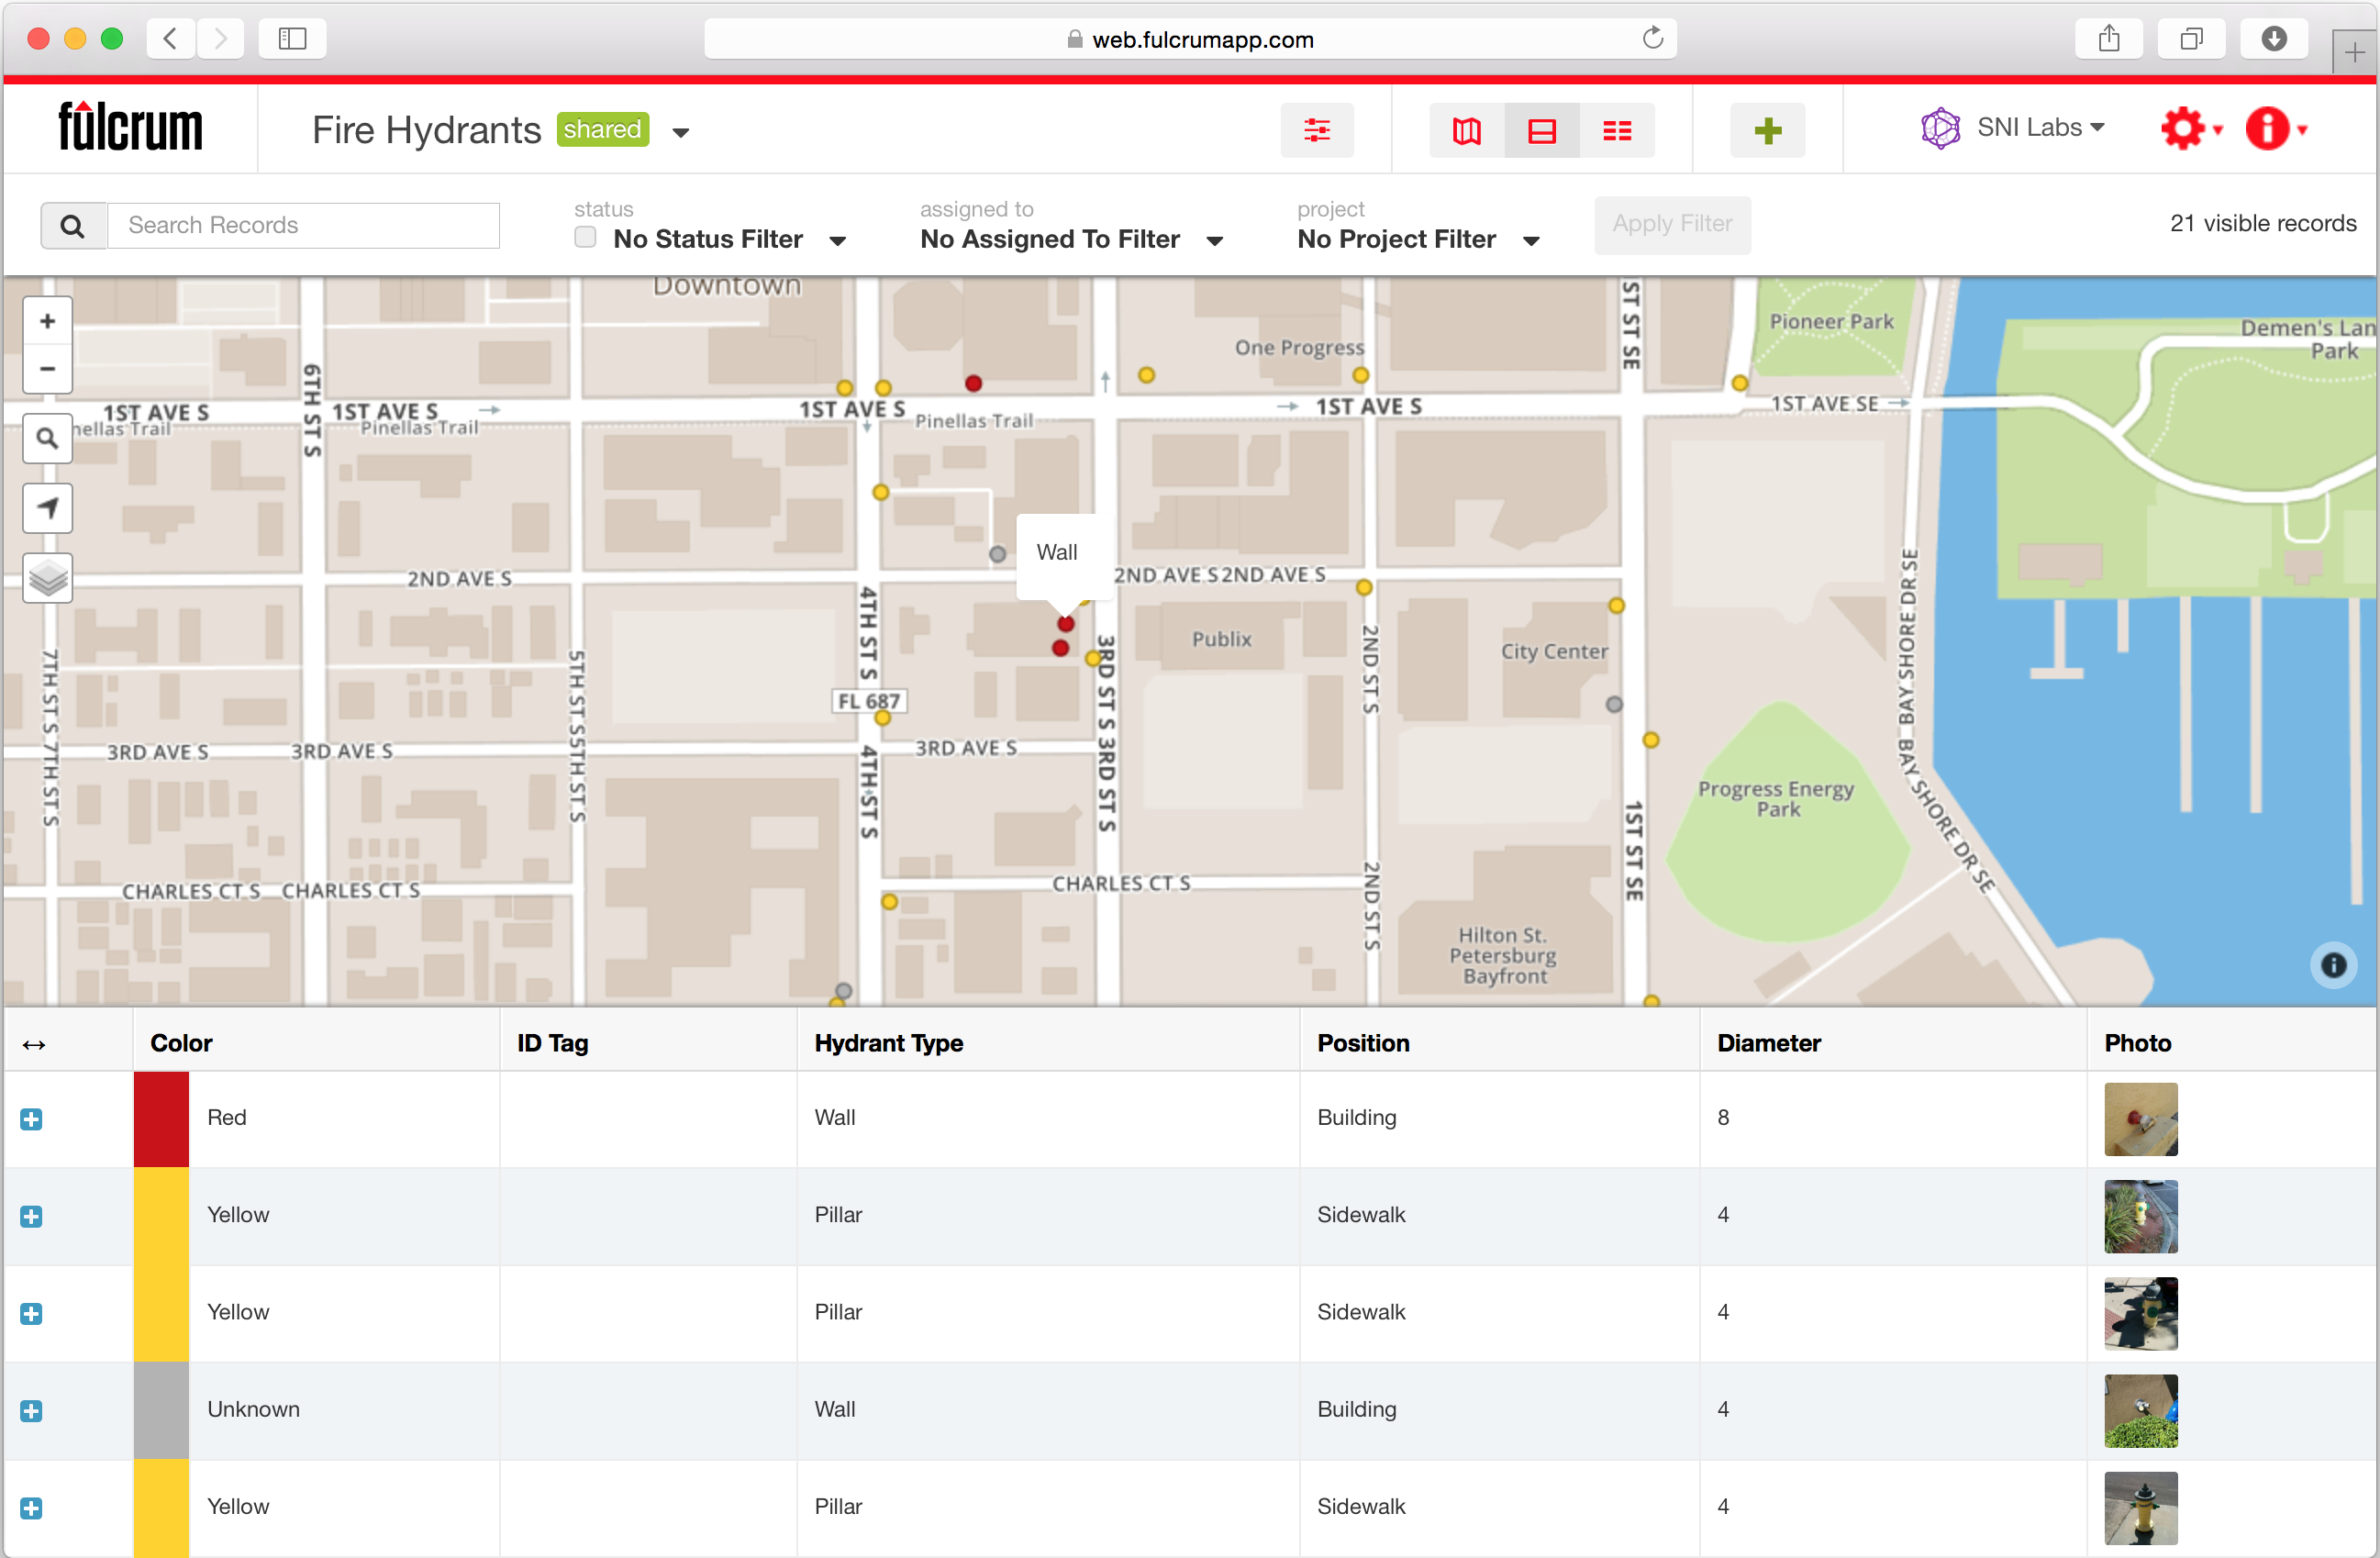 web.fulcrumapp.com
fulcrum
Fire Hydrants shared
SNI Labs
Search Records
status
No Status Filter
assigned to
No Assigned To Filter
project
No Project Filter
Apply Filter
21 visible records
Downtown
One Progress
ST ST SE
Pioneer Park
Demen's Lan
Park
6TH ST S
1ST AVE S
1ST AVE S
1ST AVE S
1ST AVE S
1ST AVE SE
nellas Trail
Pinellas Trail
Pinellas Trail
Wall
2ND AVE S
2ND AVE S
2ND AVE S
4TH ST S
3RD ST S
Publix
2ND ST S
City Center
BAY SHORE DR SE
7TH ST S
7TH ST S
5TH ST S
5TH ST S
FL 687
3RD AVE S
3RD AVE S
3RD AVE S
4TH ST S
3RD ST S
1ST ST SE
BAY SHORE DR SE
Progress Energy
Park
CHARLES CT S
CHARLES CT S
CHARLES CT S
2ND ST S
Hilton St.
Petersburg
Bayfront
Color ID Tag Hydrant Type Position Diameter Photo
Red Wall Building 8
Yellow Pillar Sidewalk 4
Yellow Pillar Sidewalk 4
Unknown Wall Building 4
Yellow Pillar Sidewalk 4